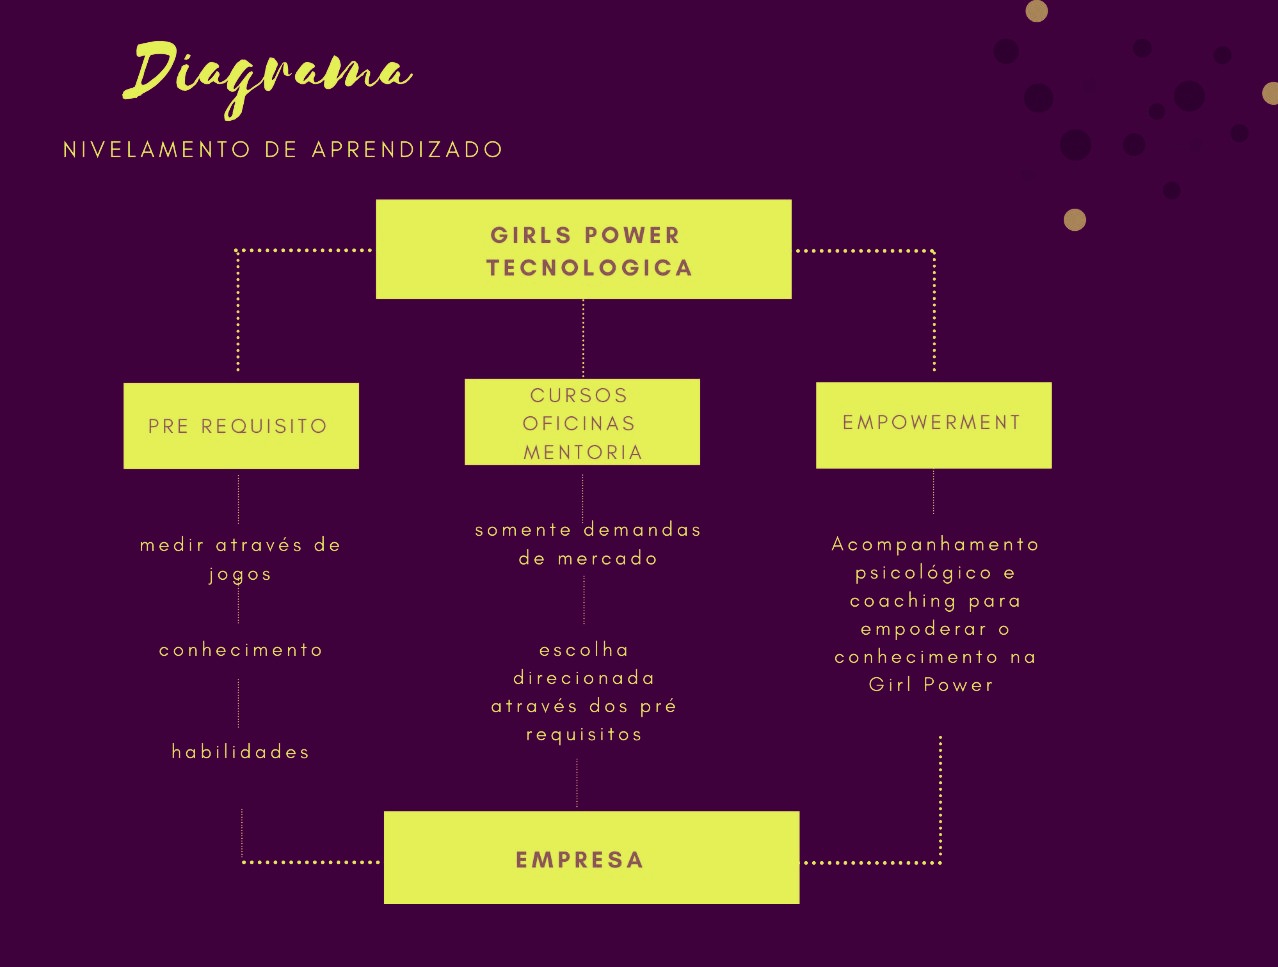 Diagrama
NIVELAMENTO DE APRENDIZADO
GIRLS POWER
TECNOLOGICA
PRE REQUISITO
CURSOS
OFICINAS
MENTORIA
EMPOWERMENT
medir através de
jogos
conhecimento
habilidades
somente demandas
de mercado
escolha
direcionada
através dos pré
requisitos
Acompanhamento
psicológico e
coaching para
empoderar o
conhecimento na
Girl Power
EMPRESA